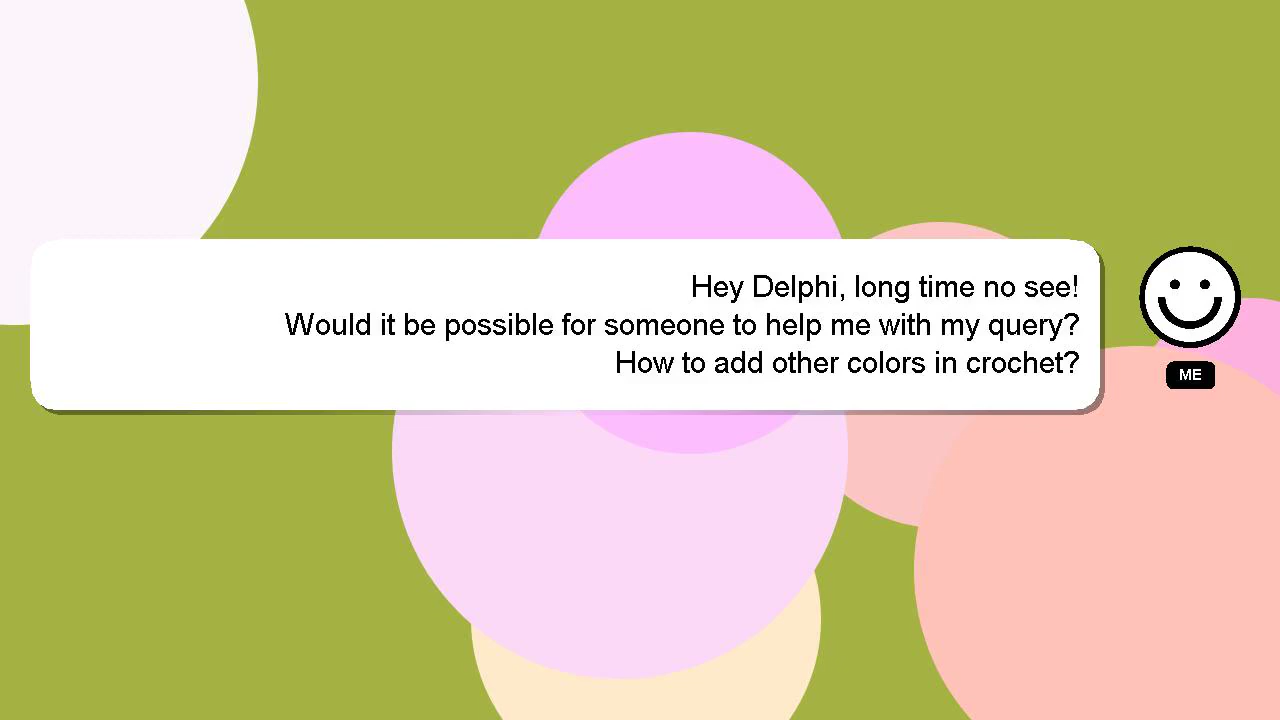 Hey Delphi, long time no see!
Would it be possible for someone to help me with my query?
How to add other colors in crochet?
ME